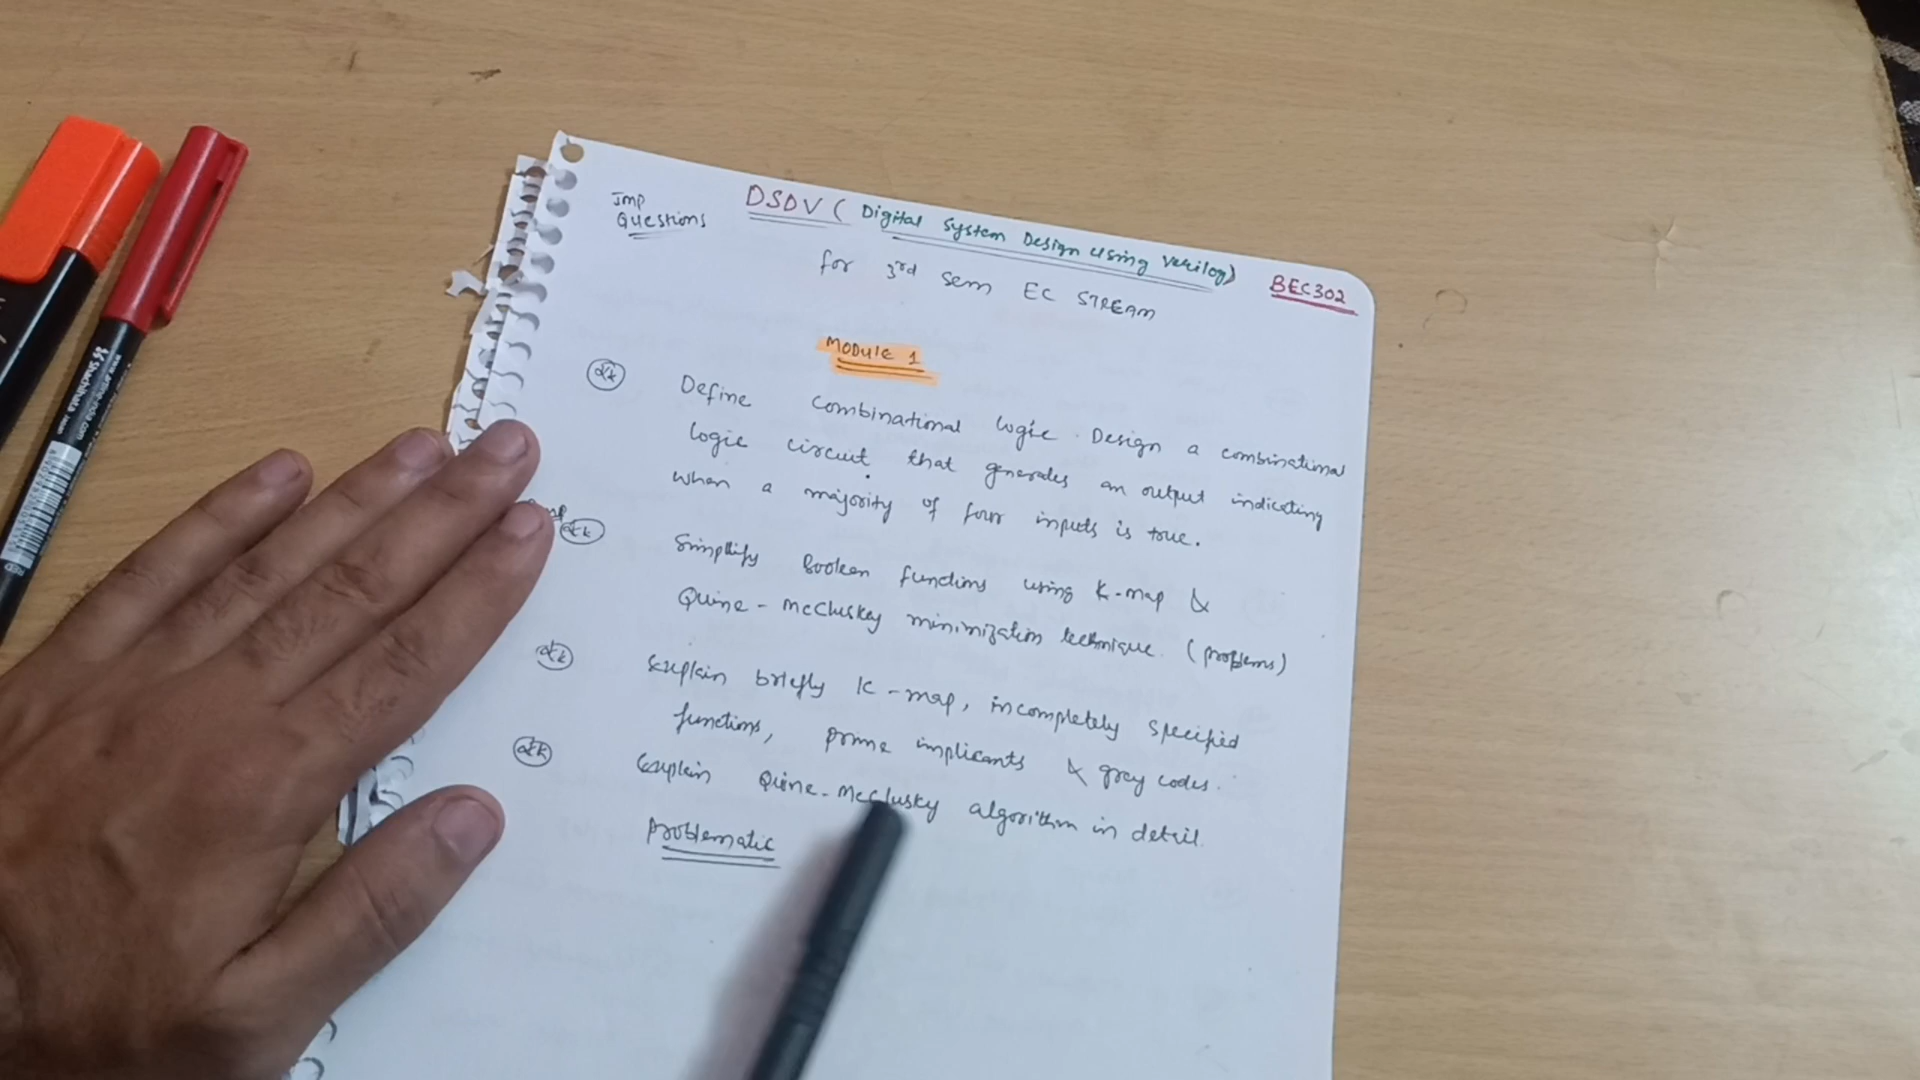 Imp
Questions
DSDV ( Digital System Design using Verilog) BEC302
for 3rd sem EC STREAM
Module 1
Define combinational logic. Design a combinational
logic circuit that generates an output indicating
when a majority of four inputs is true.
Simplify Boolean functions using K-map &
Quine - McCluskey minimization technique. (problems)
Explain briefly K-map, incompletely specified
functions, prime implicants & grey codes.
Explain Quine-McClusky algorithm in detail.
Problematic
Shachihata